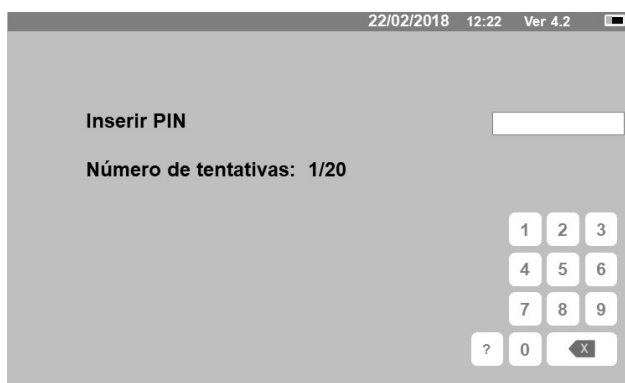 22/02/2018 12:22 Ver 4.2
Inserir PIN
Número de tentativas: 1/20
1 2 3
4 5 6
7 8 9
? 0 X